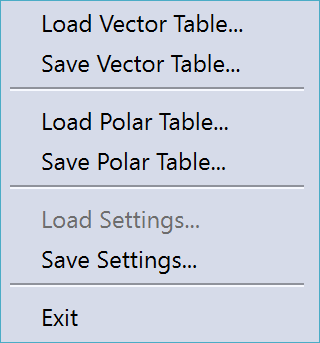 Load Vector Table...
Save Vector Table...
Load Polar Table...
Save Polar Table...
Load Settings...
Save Settings...
Exit